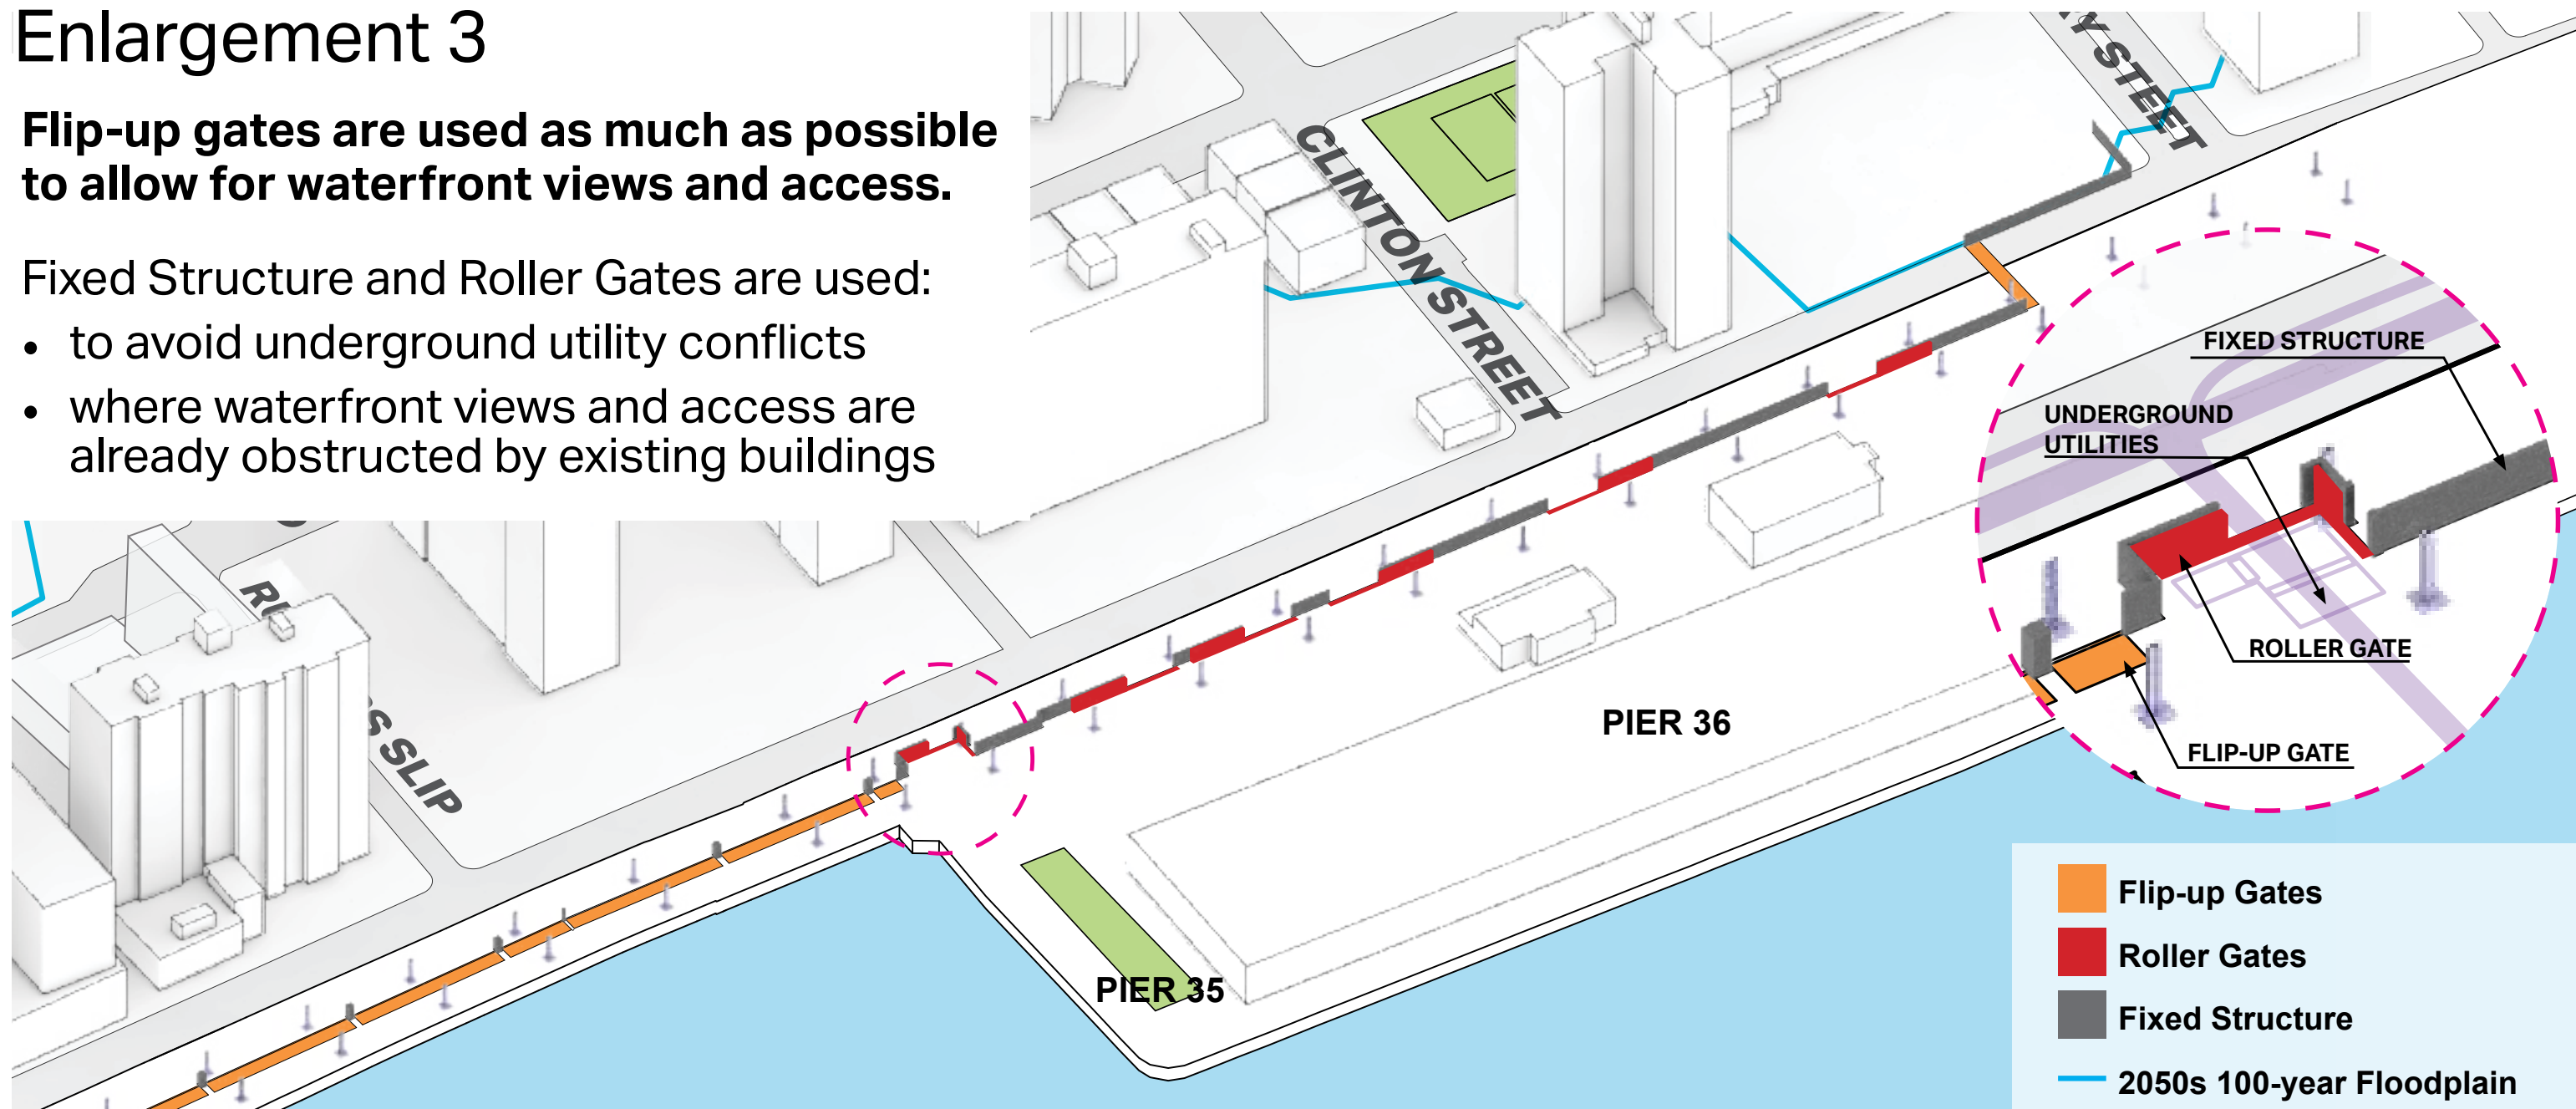 Enlargement 3
Flip-up gates are used as much as possible
to allow for waterfront views and access.
Fixed Structure and Roller Gates are used:
• to avoid underground utility conflicts
• where waterfront views and access are
already obstructed by existing buildings
CLINTON STREET
STREET
SLIP
PIER 36
PIER 35
FIXED STRUCTURE
UNDERGROUND
UTILITIES
ROLLER GATE
FLIP-UP GATE
Flip-up Gates
Roller Gates
Fixed Structure
2050s 100-year Floodplain